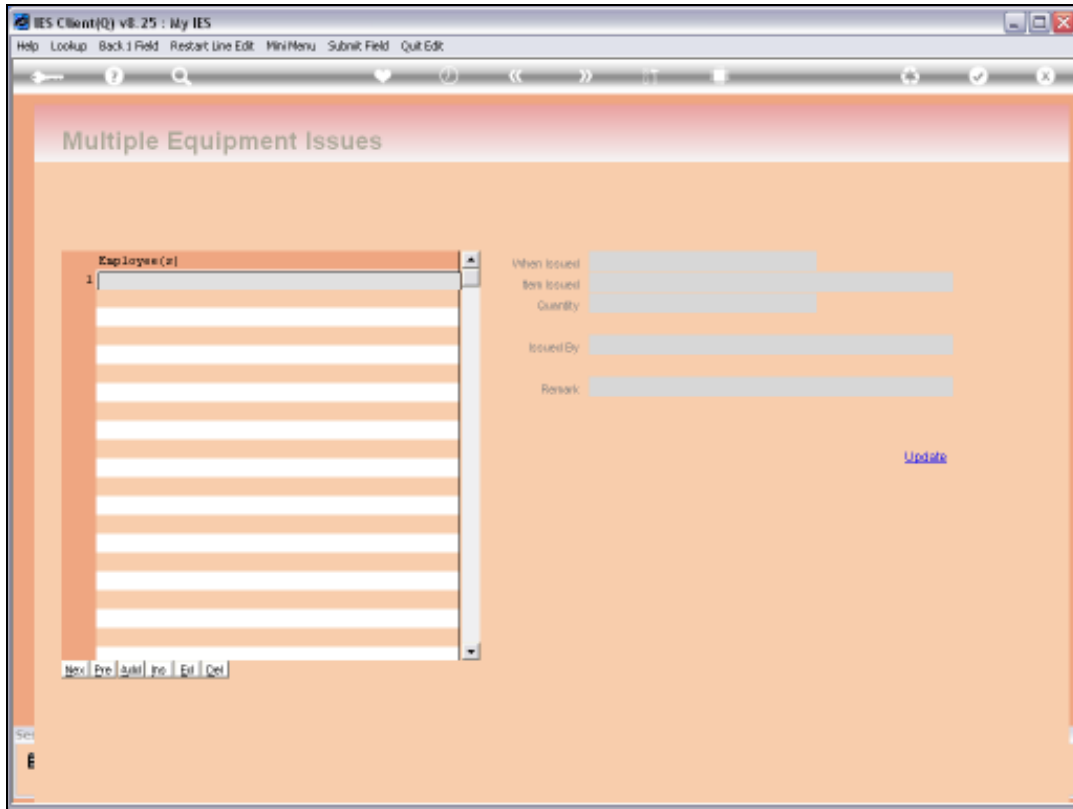 IES Client(Q) v8.25 : My IES
Help Lookup Back 1 Field Restart Line Edit MiniMenu Submit Field Quit Edit
Multiple Equipment Issues
Employee(s)
1
When Issued
Item Issued
Quantity
Issued By
Remark
Update
Nex Pre Add Ins Ed Del
Ses